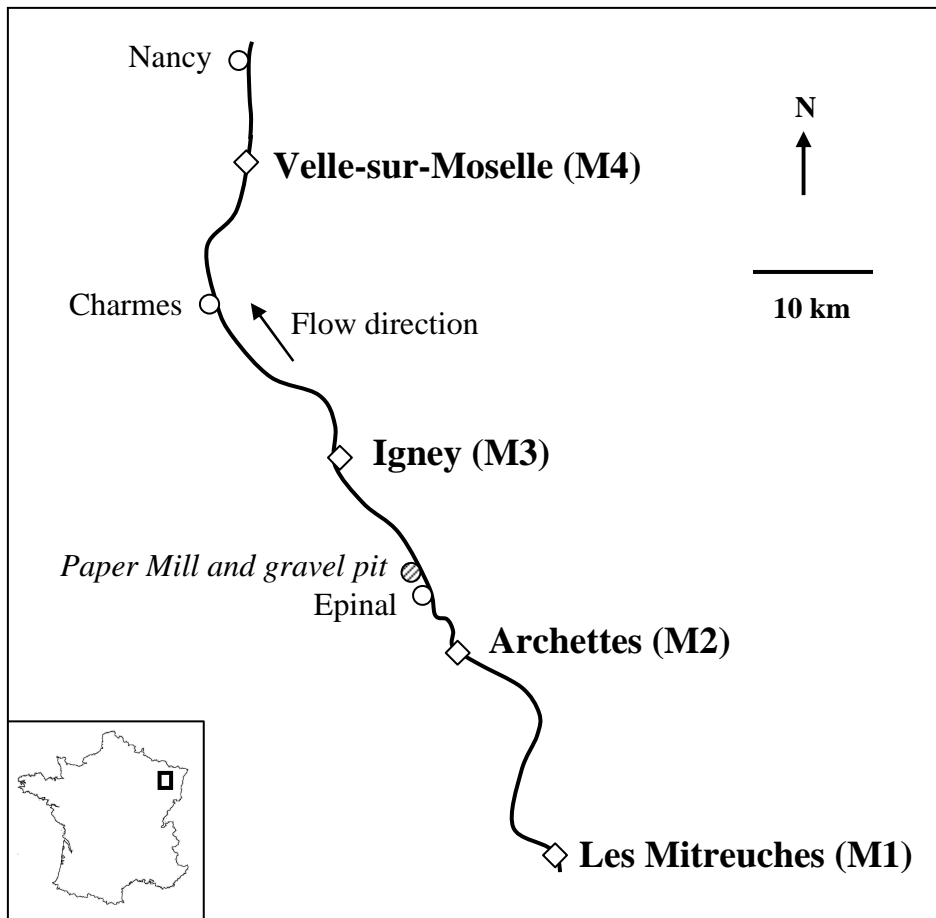 Nancy
N
Velle-sur-Moselle (M4)
10 km
Charmes
Flow direction
Igney (M3)
Paper Mill and gravel pit
Epinal
Archettes (M2)
Les Mitreuches (M1)